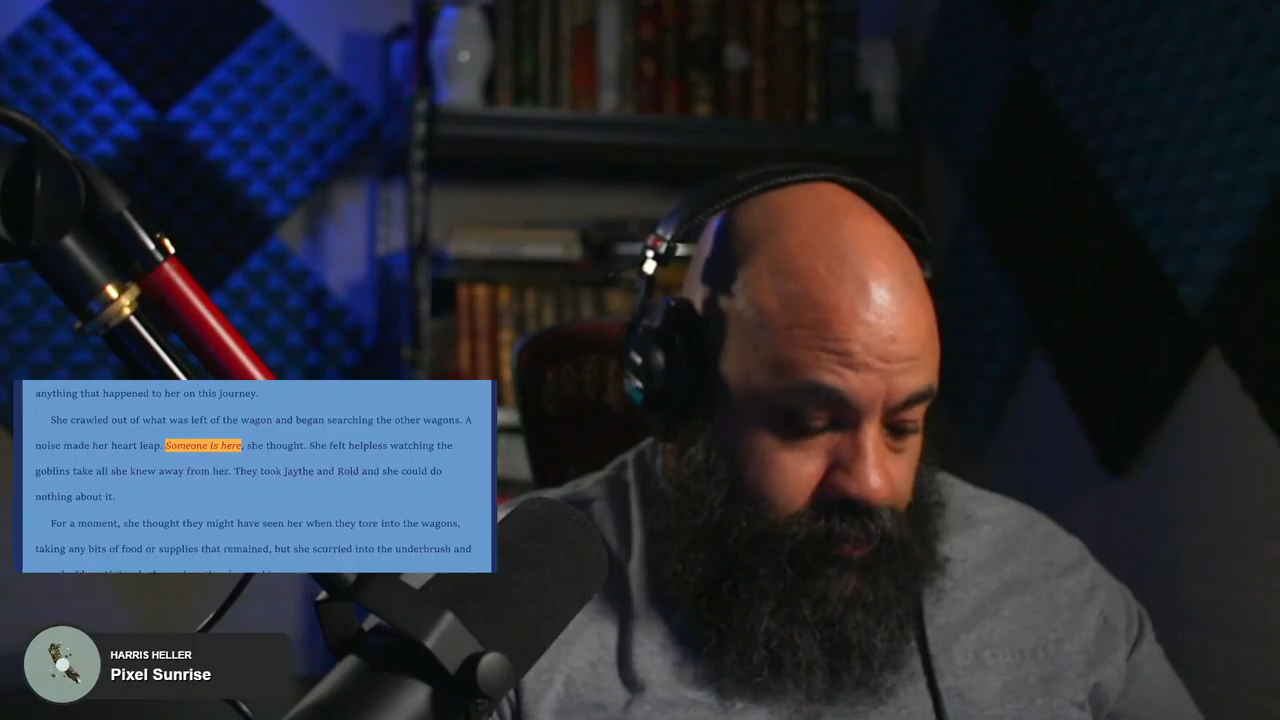 anything that happened to her on this journey.
She crawled out of what was left of the wagon and began searching the other wagons. A
noise made her heart leap. Someone is here, she thought. She felt helpless watching the
goblins take all she knew away from her. They took Jaythe and Rold and she could do
nothing about it.
For a moment, she thought they might have seen her when they tore into the wagons,
taking any bits of food or supplies that remained, but she scurried into the underbrush and
HARRIS HELLER
Pixel Sunrise